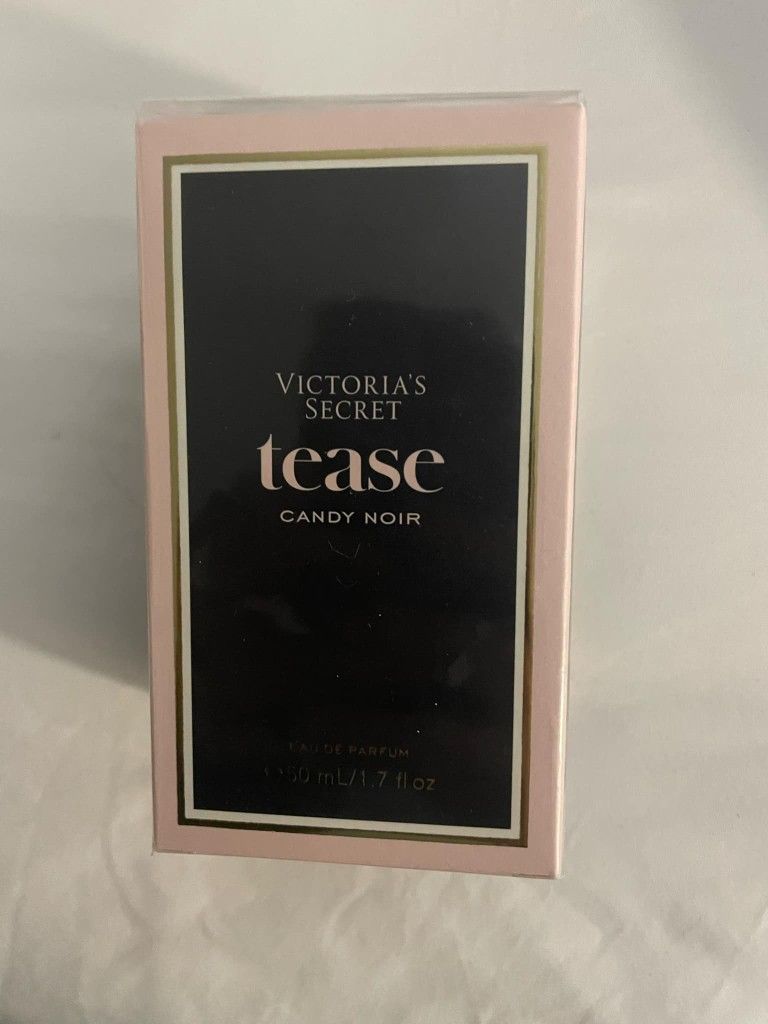 VICTORIA'S
SECRET
tease
CANDY NOIR
EAU DE PARFUM
50 mL/1.7 fl oz